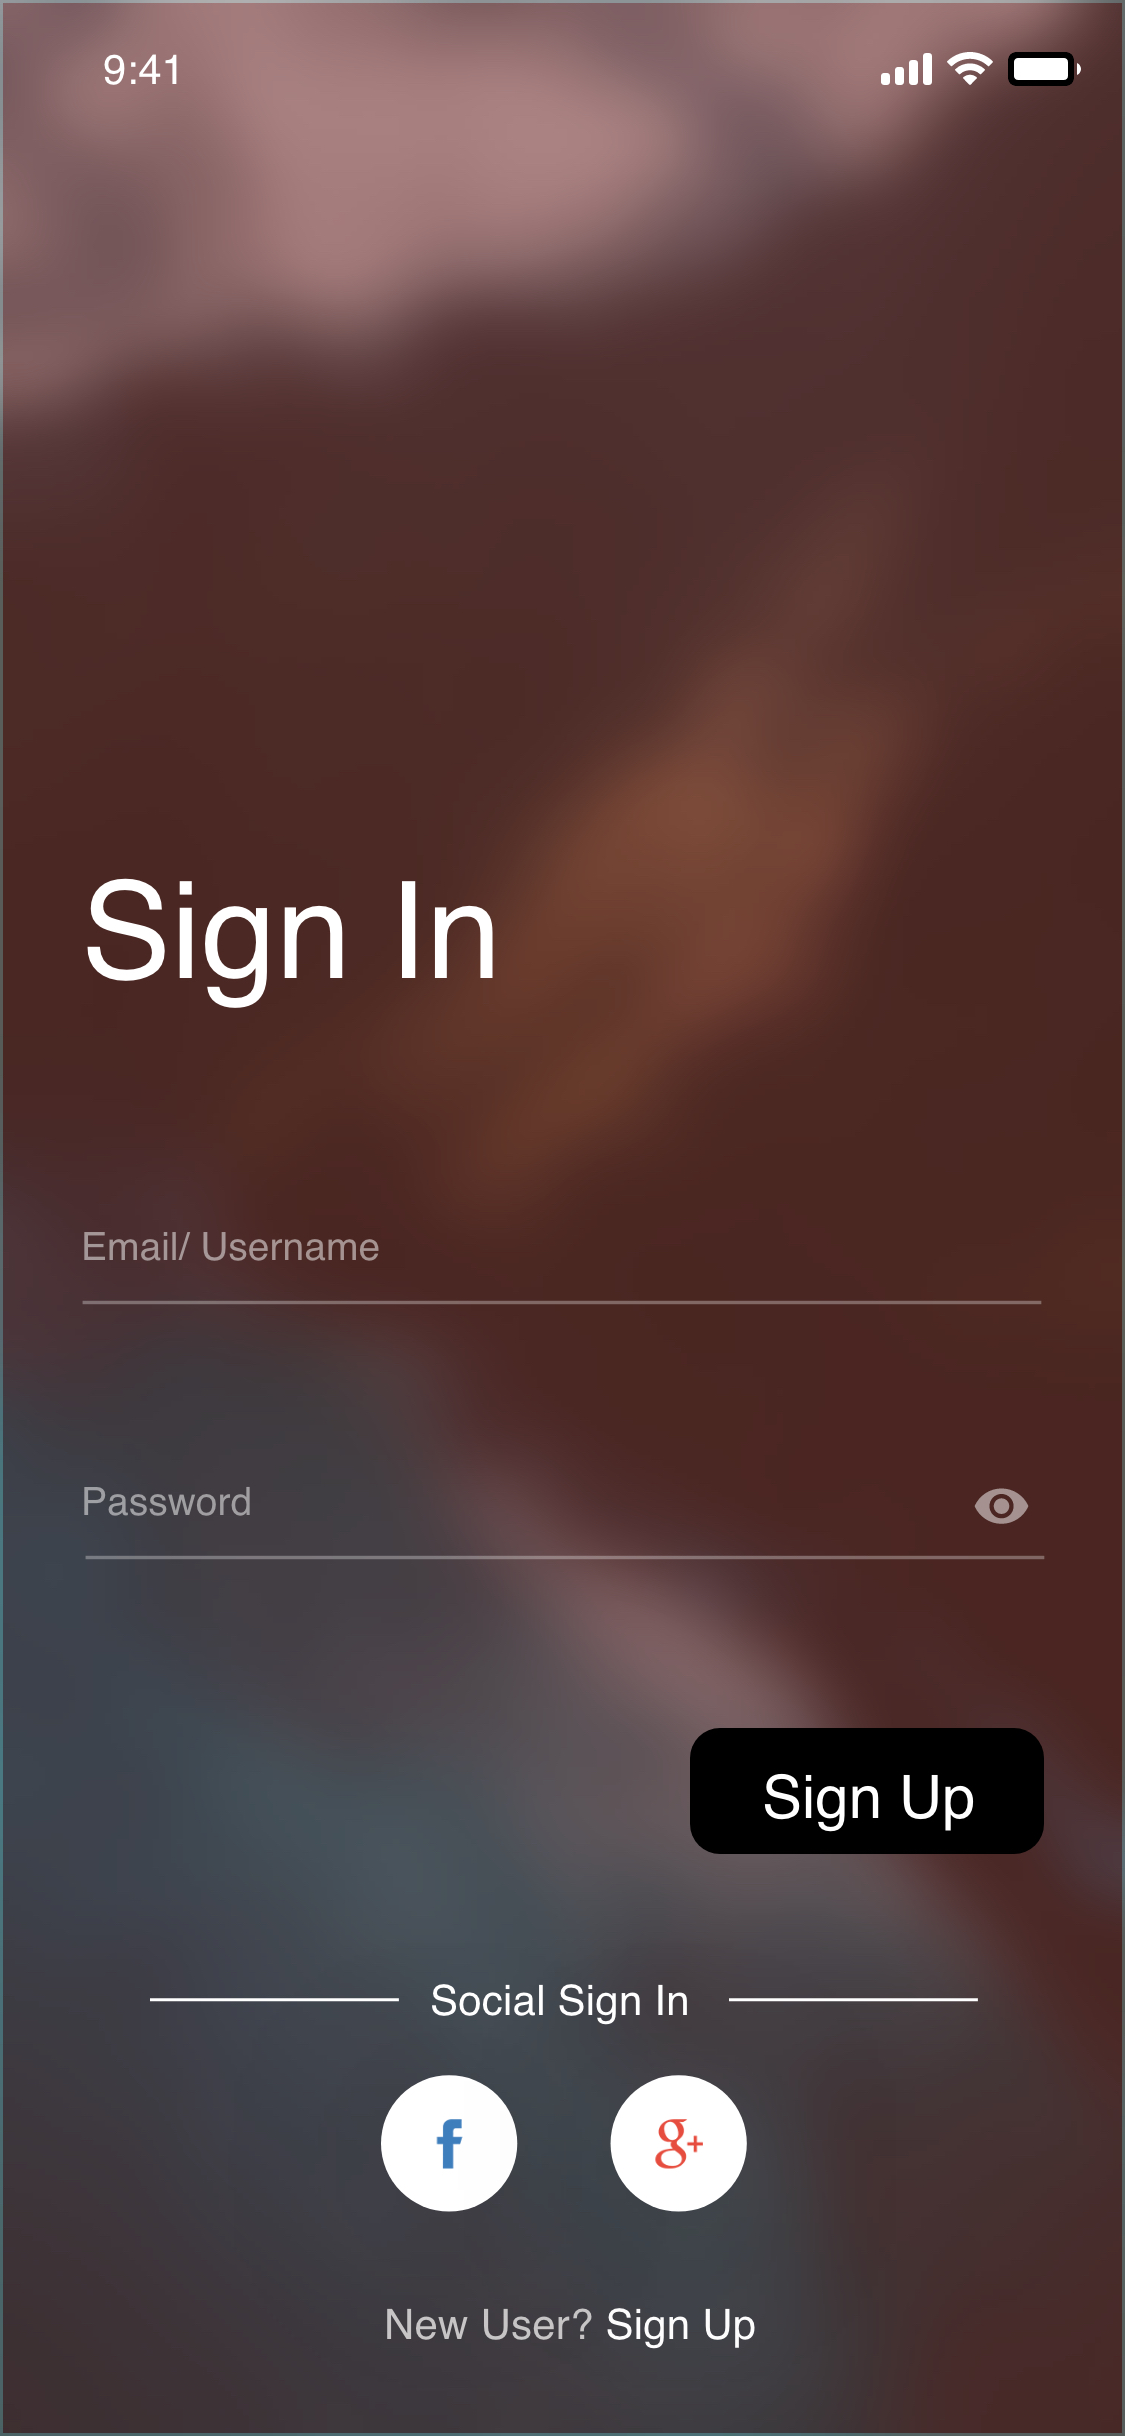 9:41
Sign In
Email/ Username
Password
Sign Up
Social Sign In
f
g+
New User? Sign Up